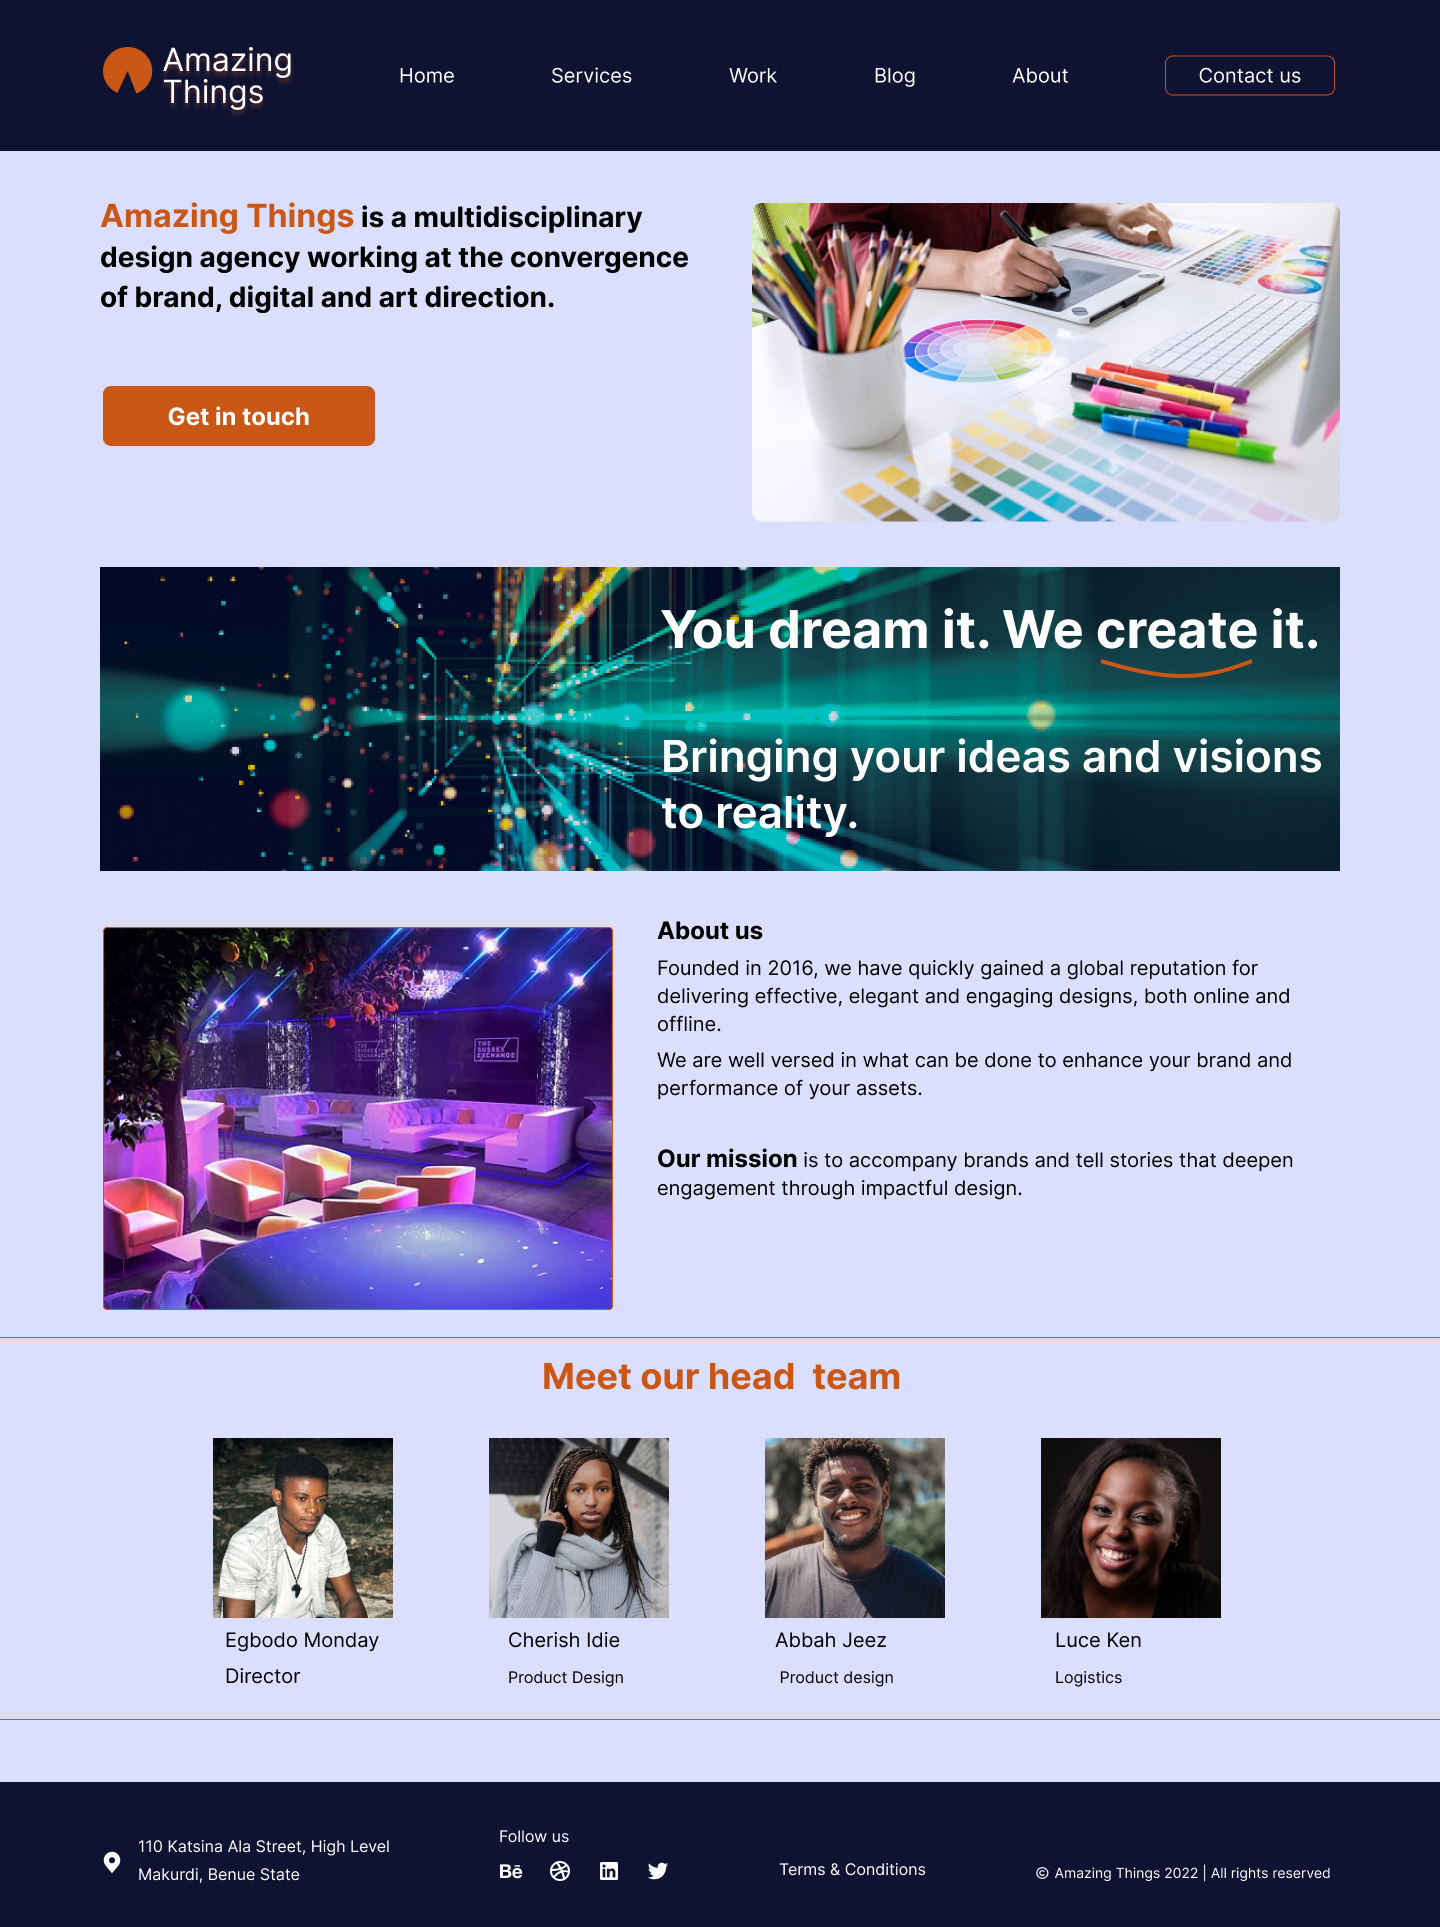 Amazing
Things
Home
Services
Work
Blog
About
Contact us
Amazing Things is a multidisciplinary
design agency working at the convergence
of brand, digital and art direction.
Get in touch
You dream it. We create it.
Bringing your ideas and visions
to reality.
THE
SUSSEX
EXCHANGE
THE
SUSSEX
EXCHANGE
About us
Founded in 2016, we have quickly gained a global reputation for
delivering effective, elegant and engaging designs, both online and
offline.
We are well versed in what can be done to enhance your brand and
performance of your assets.
Our mission is to accompany brands and tell stories that deepen
engagement through impactful design.
Meet our head  team
Egbodo Monday
Director
Cherish Idie
Product Design
Abbah Jeez
Product design
Luce Ken
Logistics
110 Katsina Ala Street, High Level
Makurdi, Benue State
Follow us
Bē
Terms & Conditions
© Amazing Things 2022 | All rights reserved